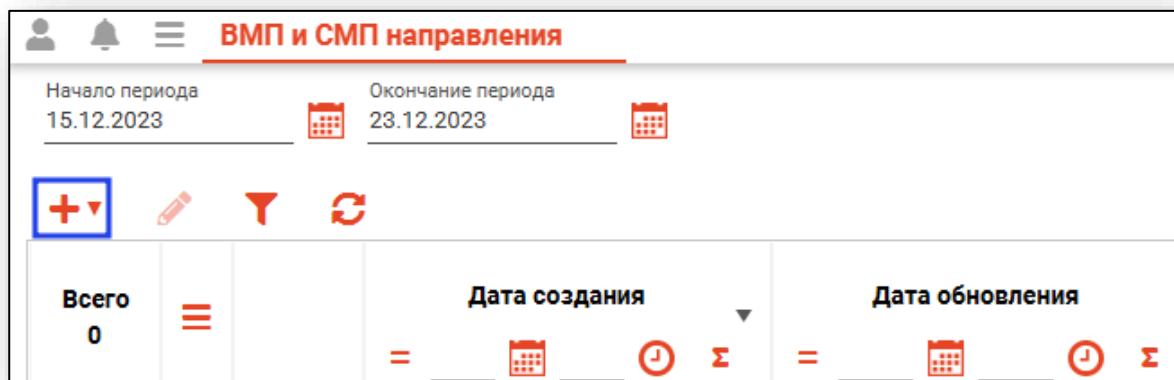 ВМП и СМП направления
Начало периода Окончание периода
15.12.2023 23.12.2023
Всего Дата создания Дата обновления
0
= Σ = Σ